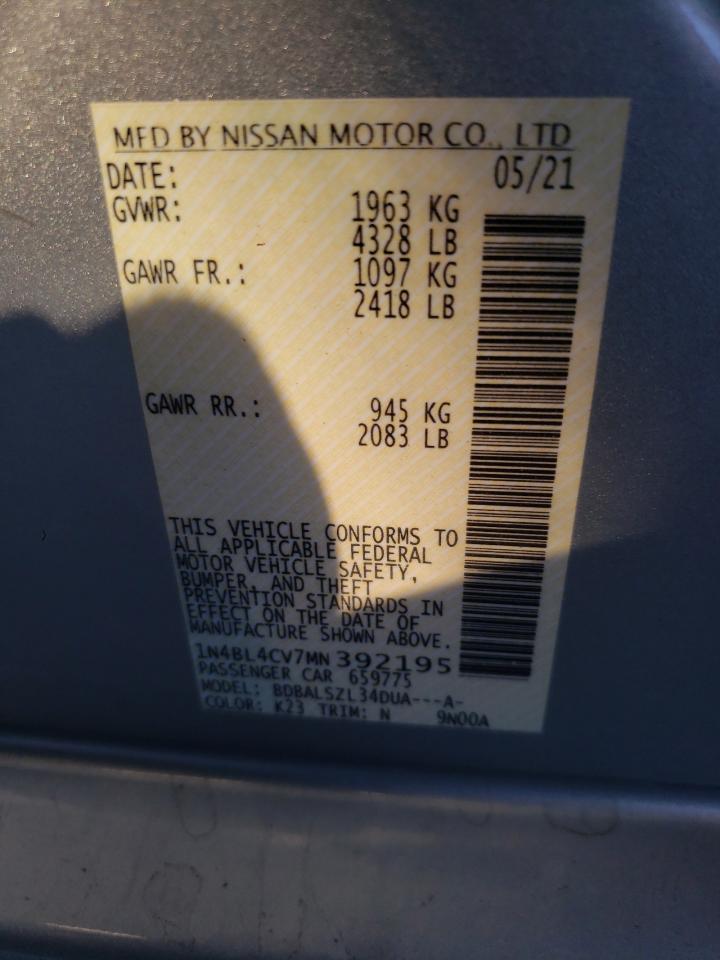 MFD BY NISSAN MOTOR CO., LTD
DATE: 05/21
GVWR: 1963 KG
4328 LB
GAWR FR.: 1097 KG
2418 LB
GAWR RR.: 945 KG
2083 LB
THIS VEHICLE CONFORMS TO
ALL APPLICABLE FEDERAL
MOTOR VEHICLE SAFETY,
BUMPER, AND THEFT
PREVENTION STANDARDS IN
EFFECT ON THE DATE OF
MANUFACTURE SHOWN ABOVE.
1N4BL4CV7MN392195
PASSENGER CAR 659775
MODEL: BDBALSZL34DUA---A-
COLOR: K23 TRIM: N 9N00A